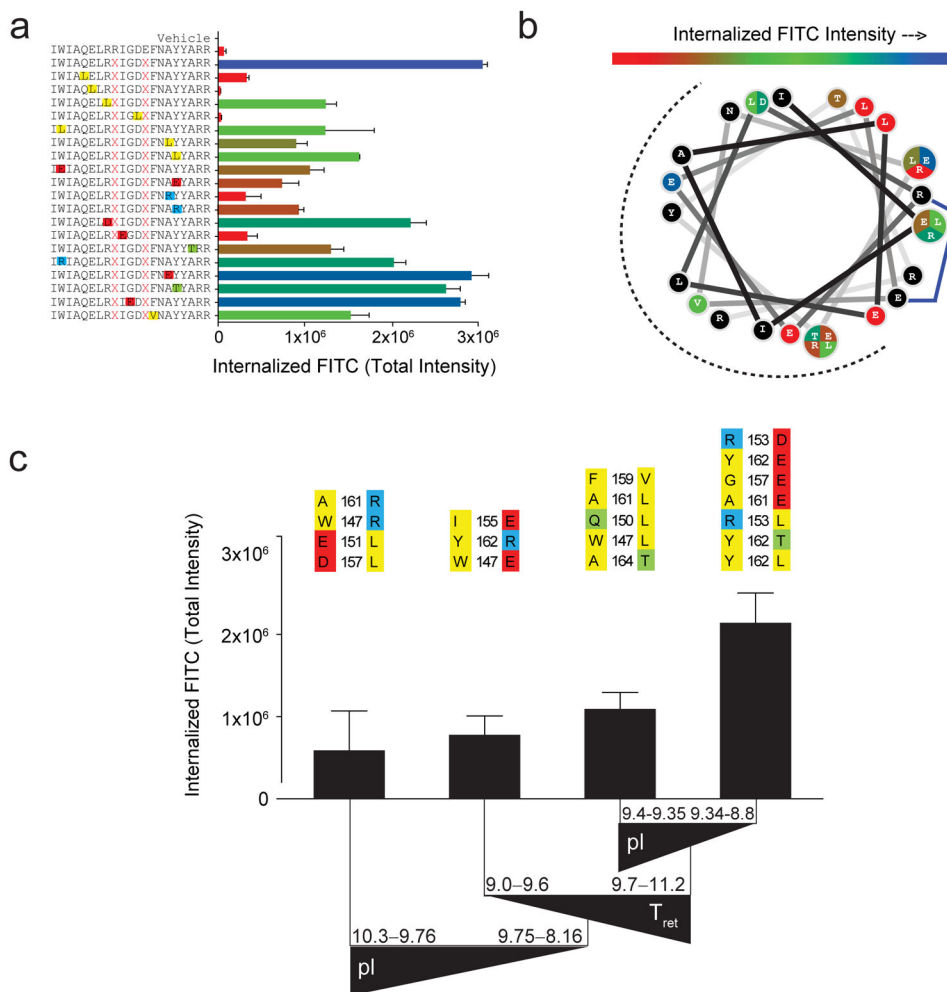 a
Vehicle
IWIAQELRRIGDEFNAYYARR
IWIAQELRXIGDXFNAYYARR
IWIALELRXIGDXFNAYYARR
IWIAQLLRXIGDXFNAYYARR
IWIAQELLXIGDXFNAYYARR
IWIAQELRXIGLXFNAYYARR
ILIAQELRXIGDXFNAYYARR
IWIAQELRXIGDXFNLYYARR
IWIAQELRXIGDXFNALYARR
IEIAQELRXIGDXFNAYYARR
IWIAQELRXIGDXFNAEYARR
IWIAQELRXIGDXFNRYYARR
IWIAQELRXIGDXFNARYARR
IWIAQELDXIGDXFNAYYARR
IWIAQELRXEGDXFNAYYARR
IWIAQELRXIGDXFNAYYTRR
IRIAQELRXIGDXFNAYYARR
IWIAQELRXIGDXFNEYYARR
IWIAQELRXIGDXFNATYARR
IWIAQELRXIEDXFNAYYARR
IWIAQELRXIGDXVNAYYARR
0 1x10⁶ 2x10⁶ 3x10⁶
Internalized FITC (Total Intensity)
b
Internalized FITC Intensity -->
N L D I T L L
A L E R
E R
Y E L R
L V R I E T E R L E E R
c
Internalized FITC (Total Intensity)
3x10⁶
2x10⁶
1x10⁶
0
A 161 R
W 147 R
E 151 L
D 157 L
I 155 E
Y 162 R
W 147 E
F 159 V
A 161 L
Q 150 L
W 147 L
A 164 T
R 153 D
Y 162 E
G 157 E
A 161 E
R 153 L
Y 162 T
Y 162 L
9.4-9.35 9.34-8.8
pI
9.0–9.6 9.7–11.2
Tret
10.3–9.76 9.75–8.16
pI